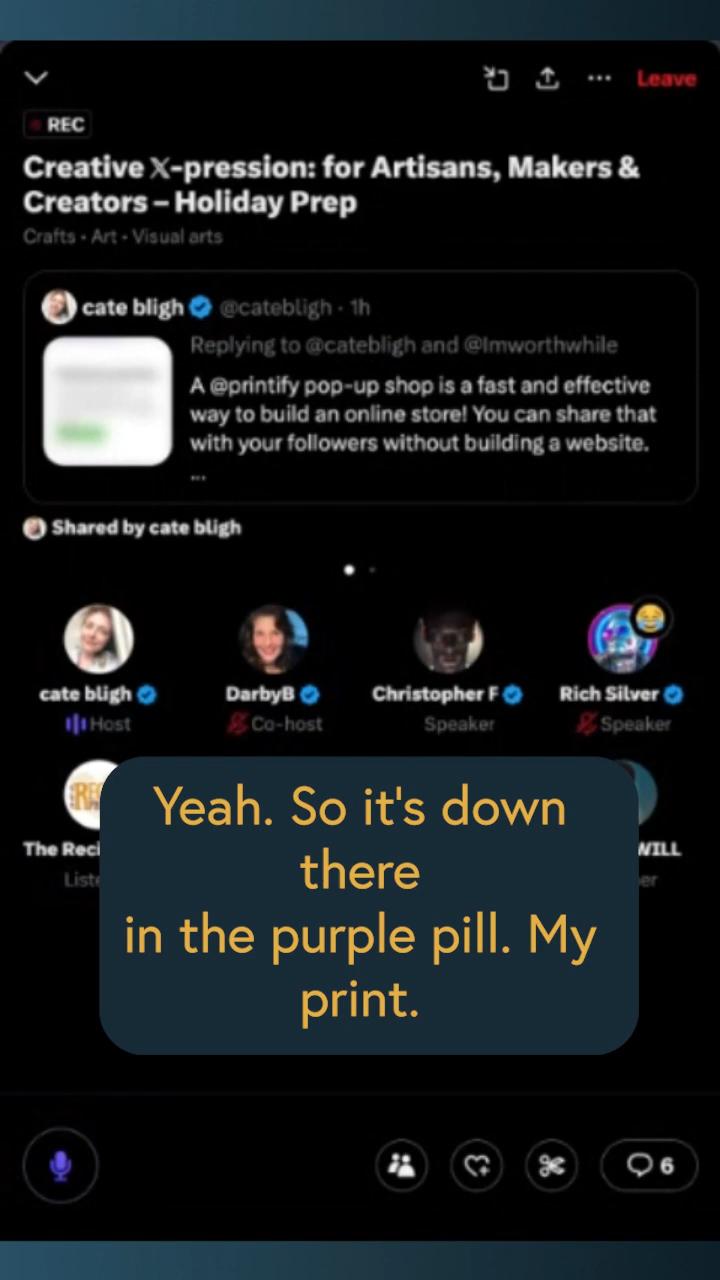 Leave
REC
Creative 𝕏-pression: for Artisans, Makers &
Creators – Holiday Prep
Crafts • Art • Visual arts
cate bligh @catebligh · 1h
Replying to @catebligh and @Imworthwhile
A @printify pop-up shop is a fast and effective
way to build an online store! You can share that
with your followers without building a website.
...
Shared by cate bligh
cate bligh DarbyB Christopher F Rich Silver
Host Co-host Speaker Speaker
Yeah. So it's down
there
in the purple pill. My
print.
The Reci WILL
6